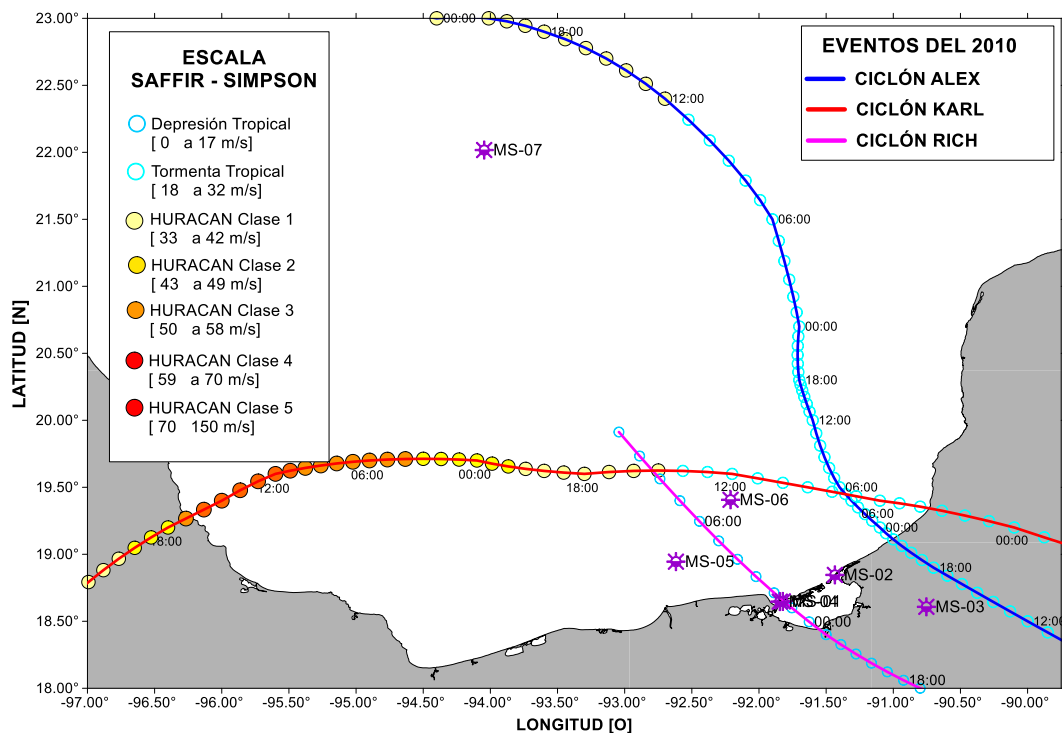 23.00°
22.50°
22.00°
21.50°
21.00°
20.50°
20.00°
19.50°
19.00°
18.50°
18.00°
LATITUD [N]
ESCALA
SAFFIR - SIMPSON
Depresión Tropical
[ 0 a 17 m/s]
Tormenta Tropical
[ 18 a 32 m/s]
HURACAN Clase 1
[ 33 a 42 m/s]
HURACAN Clase 2
[ 43 a 49 m/s]
HURACAN Clase 3
[ 50 a 58 m/s]
HURACAN Clase 4
[ 59 a 70 m/s]
HURACAN Clase 5
[ 70 150 m/s]
EVENTOS DEL 2010
CICLÓN ALEX
CICLÓN KARL
CICLÓN RICH
00:00
18:00
12:00
06:00
00:00
18:00
12:00
06:00
06:00
00:00
18:00
12:00
00:00
12:00
18:00
00:00
06:00
12:00
8:00
06:00
00:00
18:00
MS-07
MS-06
MS-05
MS-02
MS-03
-97.00
-96.50°
-96.00°
-95.50°
-95.00°
-94.50°
-94.00°
-93.50°
-93.00°
-92.50°
-92.00°
-91.50°
-91.00°
-90.50°
-90.00°
LONGITUD [O]